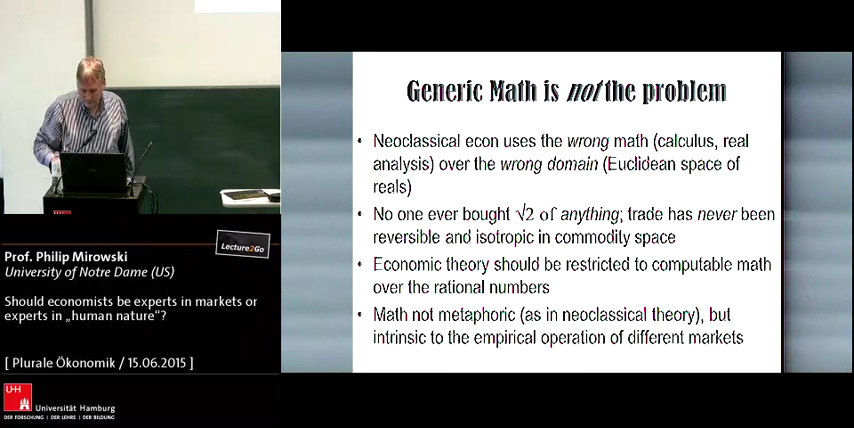 Generic Math is not the problem
• Neoclassical econ uses the wrong math (calculus, real
analysis) over the wrong domain (Euclidean space of
reals)
• No one ever bought √2 of anything; trade has never been
reversible and isotropic in commodity space
• Economic theory should be restricted to computable math
over the rational numbers
• Math not metaphoric (as in neoclassical theory), but
intrinsic to the empirical operation of different markets
Lecture2Go
Prof. Philip Mirowski
University of Notre Dame (US)
Should economists be experts in markets or
experts in „human nature“?
[ Plurale Ökonomik / 15.06.2015 ]
UH
Universität Hamburg
DER FORSCHUNG | DER LEHRE | DER BILDUNG